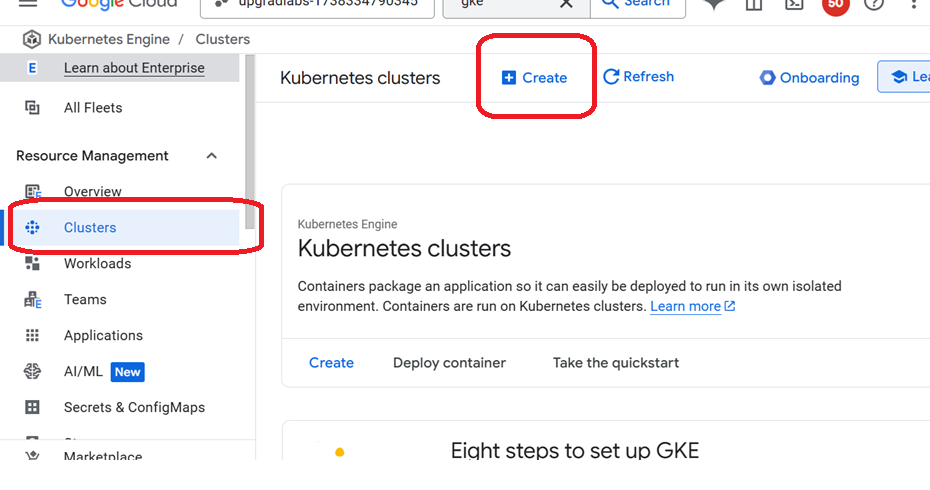 Google Cloud
upgradlabs-1738334790345
gke
Search
50
Kubernetes Engine / Clusters
E Learn about Enterprise
Kubernetes clusters
Create
Refresh
Onboarding
Lea
All Fleets
Resource Management
Overview
Clusters
Workloads
Teams
Applications
AI/ML New
Secrets & ConfigMaps
Marketplace
Kubernetes Engine
Kubernetes clusters
Containers package an application so it can easily be deployed to run in its own isolated
environment. Containers are run on Kubernetes clusters. Learn more
Create Deploy container Take the quickstart
Eight steps to set up GKE